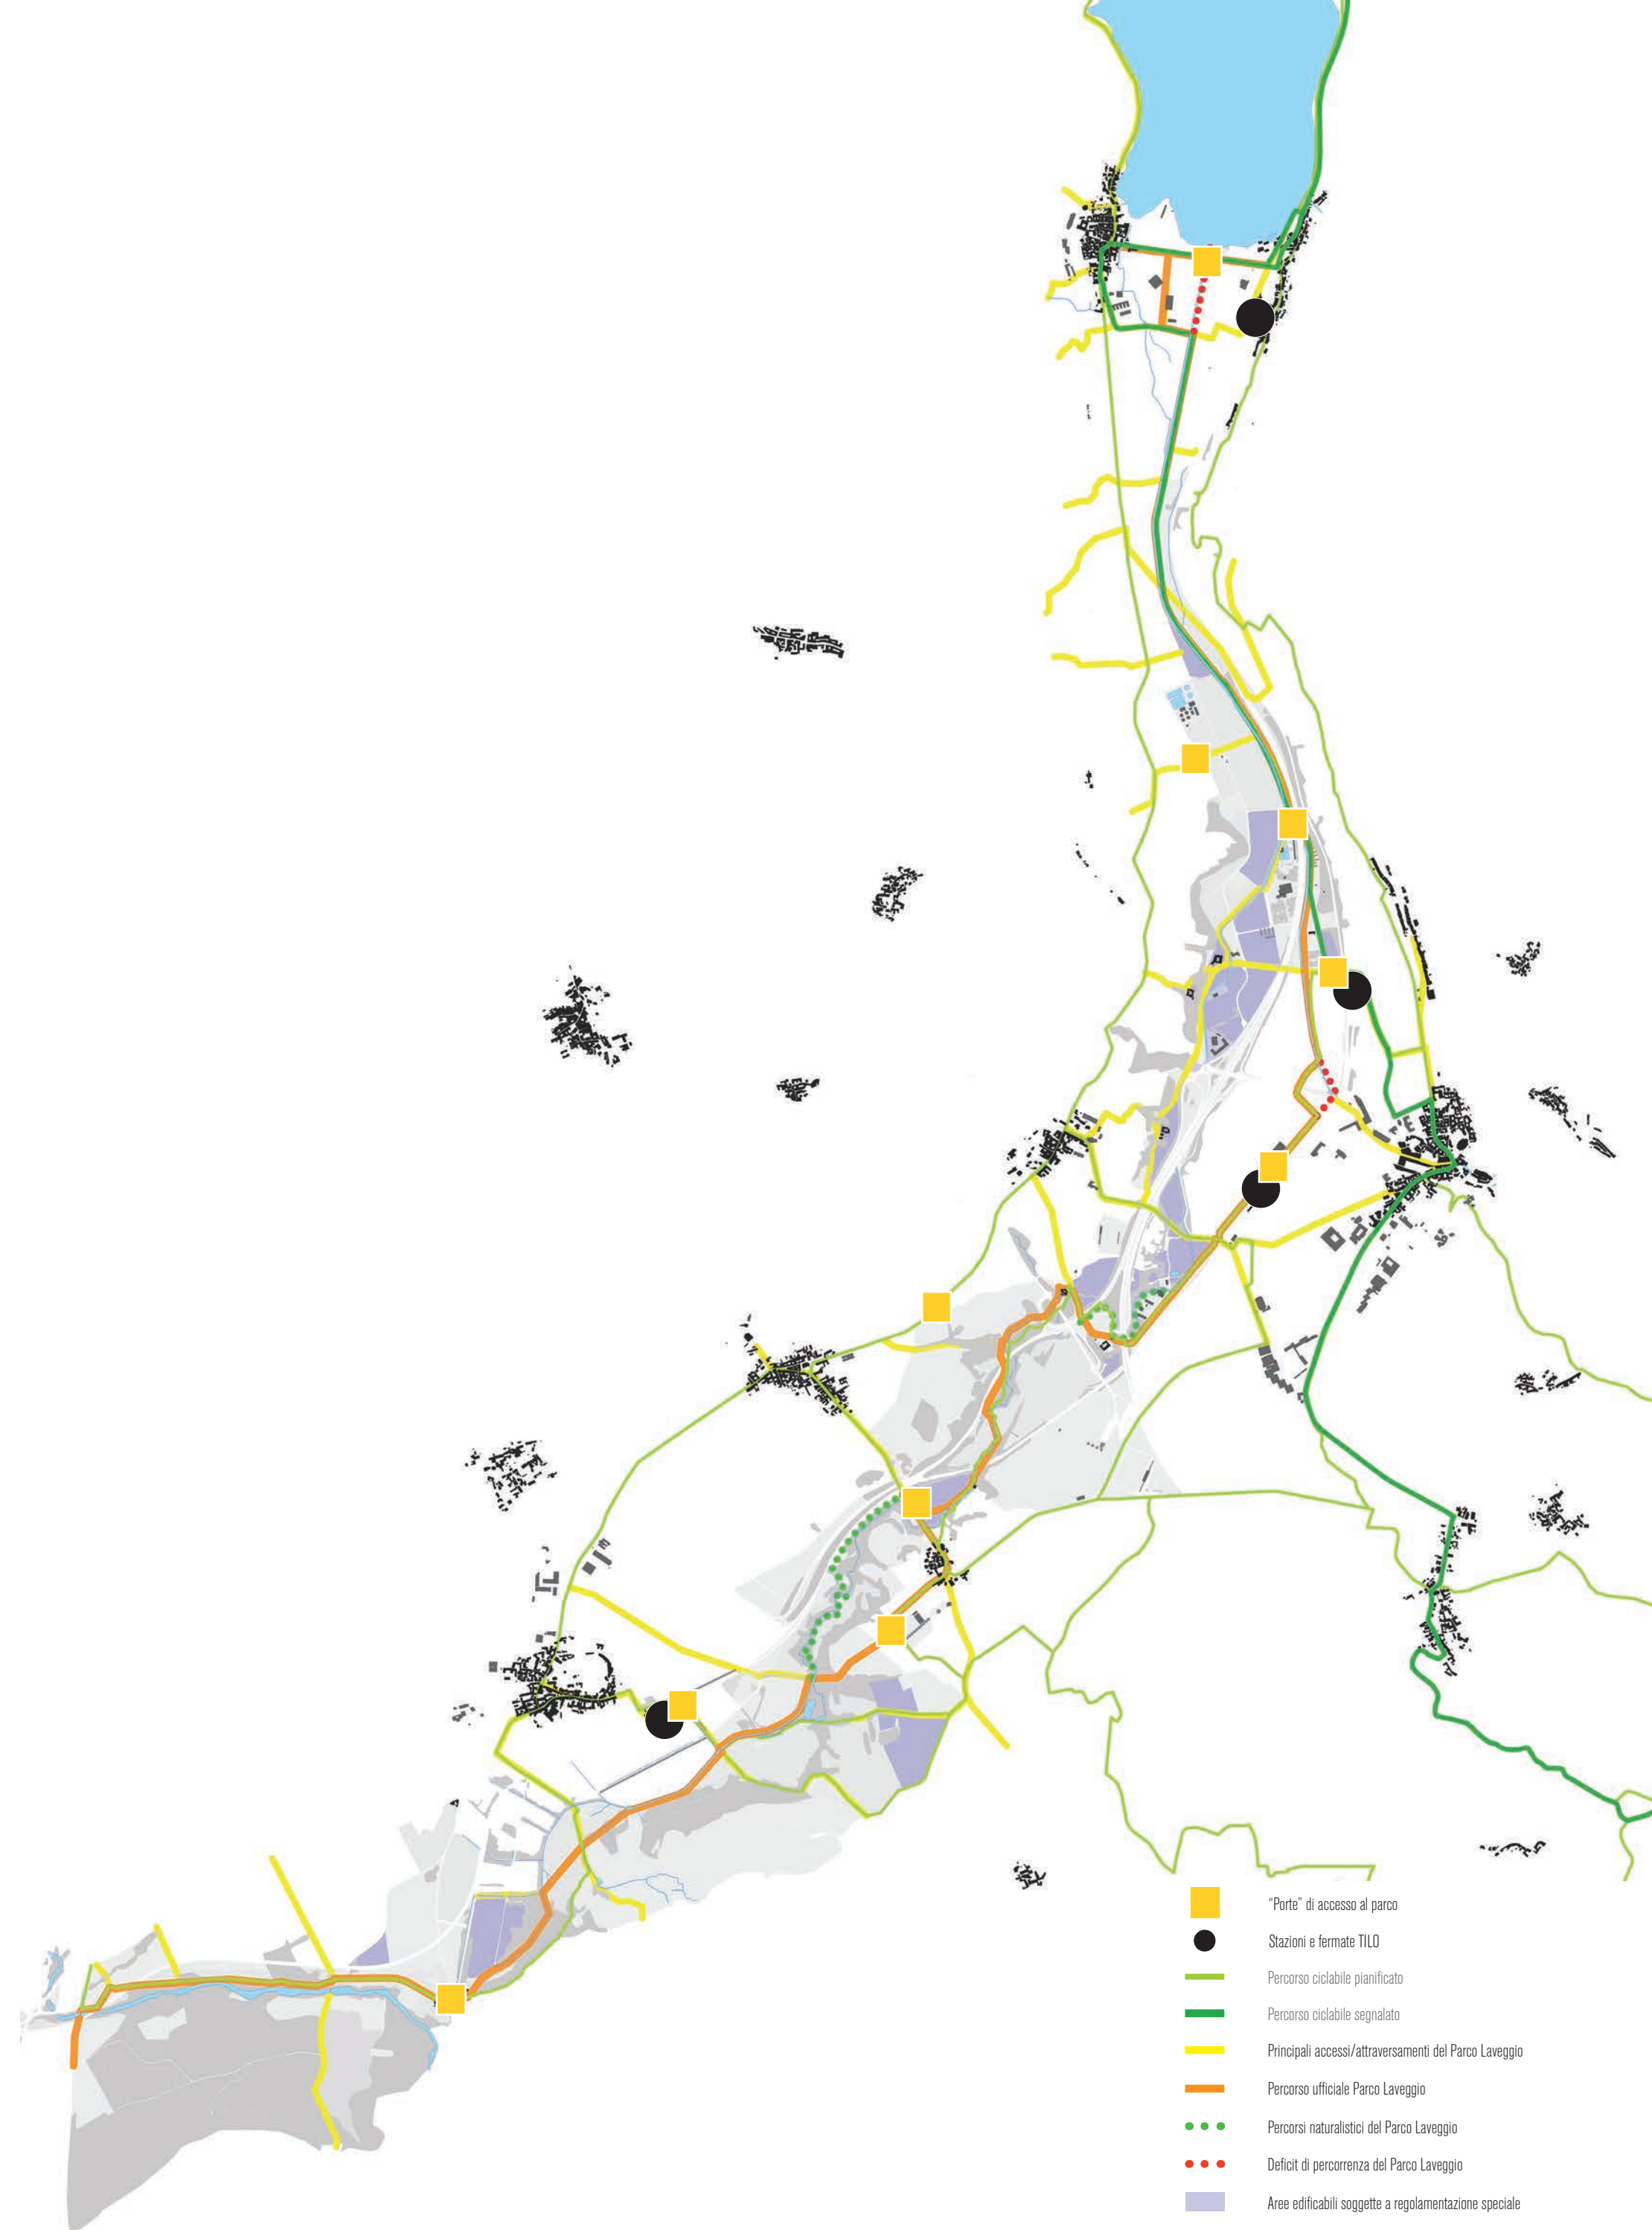 “Porte” di accesso al parco
Stazioni e fermate TILO
Percorso ciclabile pianificato
Percorso ciclabile segnalato
Principali accessi/attraversamenti del Parco Laveggio
Percorso ufficiale Parco Laveggio
Percorsi naturalistici del Parco Laveggio
Deficit di percorrenza del Parco Laveggio
Aree edificabili soggette a regolamentazione speciale